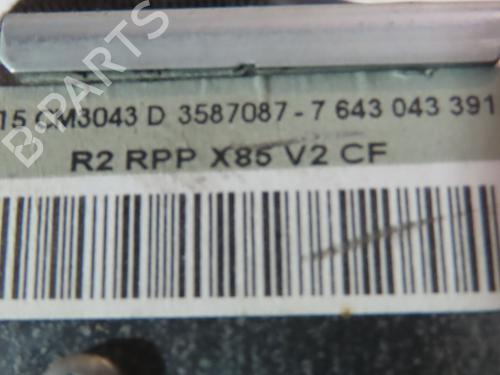 15 CM3043 D 3587087-7 643 043 391
R2 RPP X85 V2 CF
B-PARTS